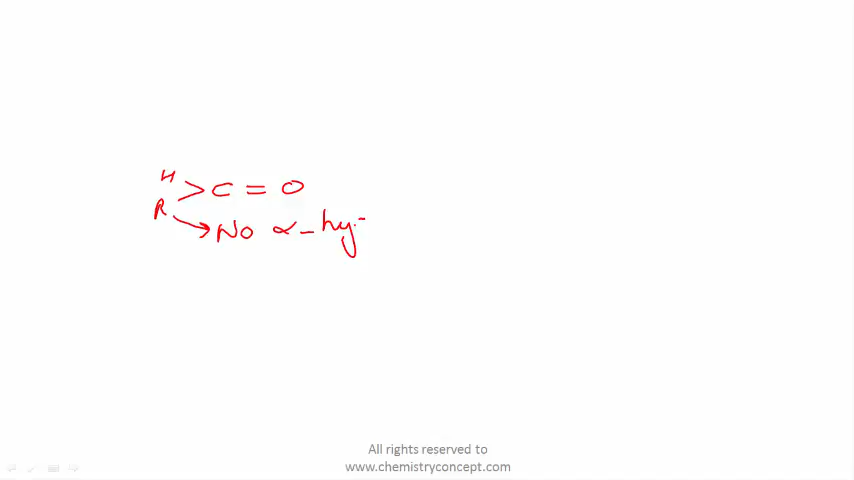 H
>C = O
R
No α - hy
All rights reserved to
www.chemistryconcept.com